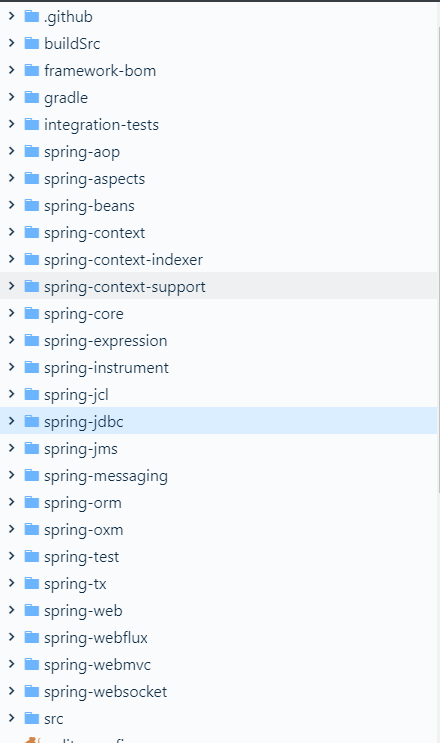 .github
buildSrc
framework-bom
gradle
integration-tests
spring-aop
spring-aspects
spring-beans
spring-context
spring-context-indexer
spring-context-support
spring-core
spring-expression
spring-instrument
spring-jcl
spring-jdbc
spring-jms
spring-messaging
spring-orm
spring-oxm
spring-test
spring-tx
spring-web
spring-webflux
spring-webmvc
spring-websocket
src